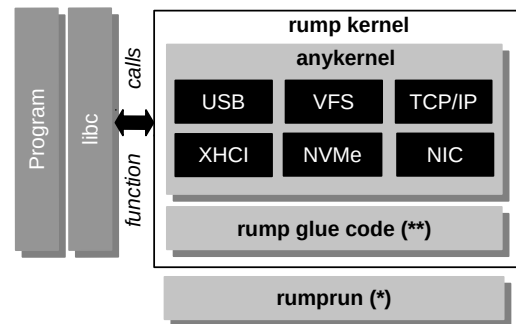 Program
libc
calls
function
rump kernel
anykernel
USB VFS TCP/IP
XHCI NVMe NIC
rump glue code (**)
rumprun (*)